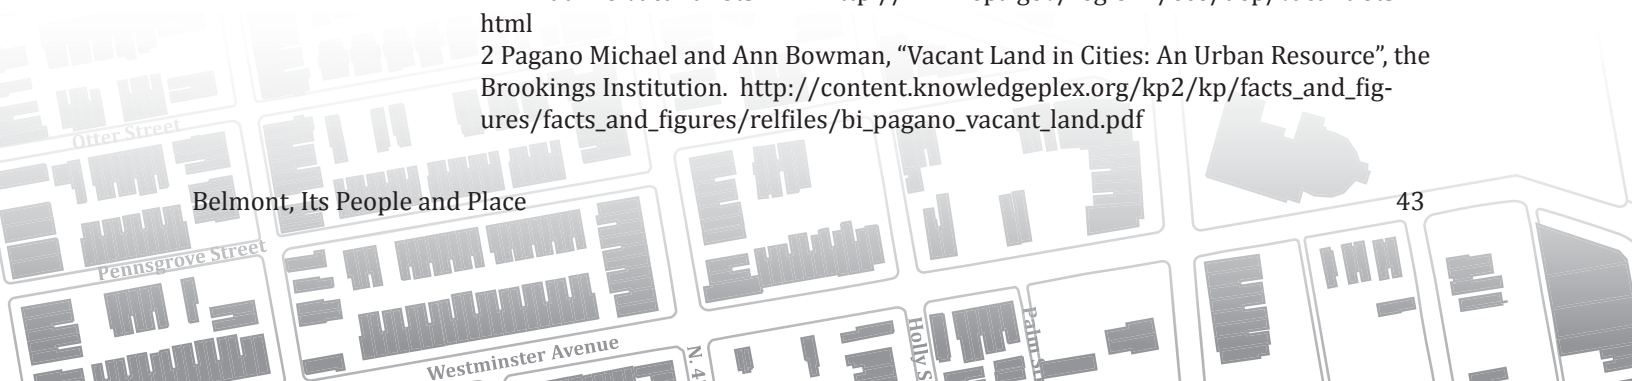 html
2 Pagano Michael and Ann Bowman, “Vacant Land in Cities: An Urban Resource”, the
Brookings Institution.  http://content.knowledgeplex.org/kp2/kp/facts_and_fig-
ures/facts_and_figures/relfiles/bi_pagano_vacant_land.pdf
Otter Street
Belmont, Its People and Place
43
Pennsgrove Street
Westminster Avenue
N.
Holly
Palm